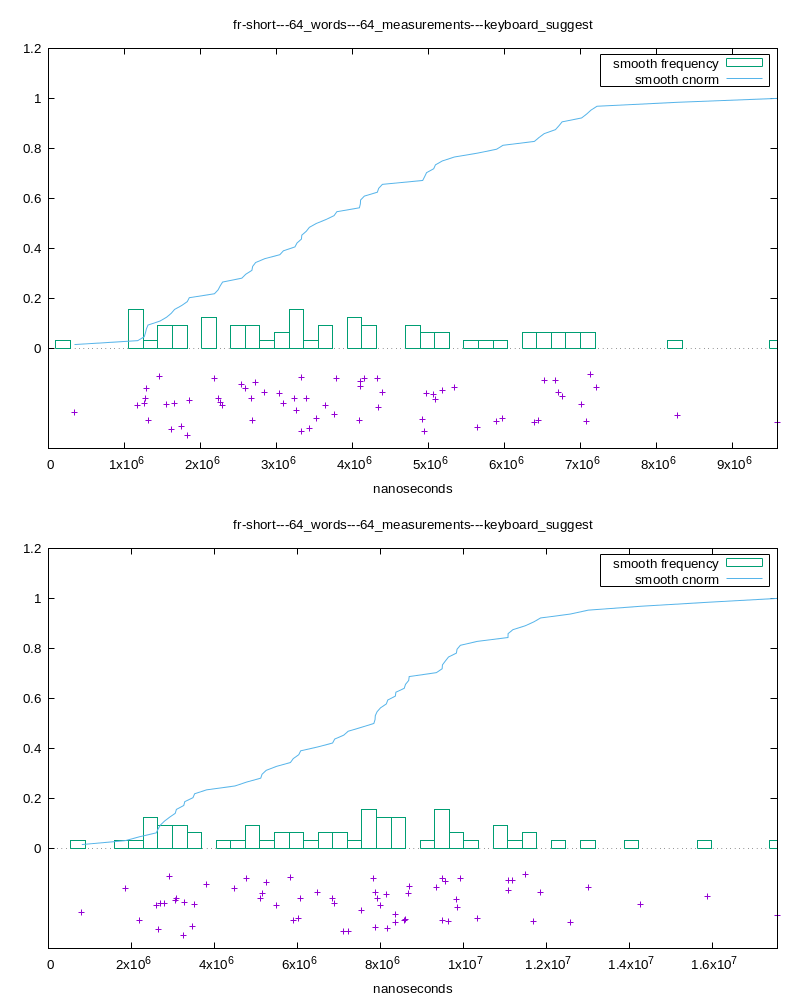 fr-short---64_words---64_measurements---keyboard_suggest
1.2
smooth frequency
smooth cnorm
1
0.8
0.6
0.4
0.2
0
0 1x10^6 2x10^6 3x10^6 4x10^6 5x10^6 6x10^6 7x10^6 8x10^6 9x10^6
nanoseconds
fr-short---64_words---64_measurements---keyboard_suggest
1.2
smooth frequency
smooth cnorm
1
0.8
0.6
0.4
0.2
0
0 2x10^6 4x10^6 6x10^6 8x10^6 1x10^7 1.2x10^7 1.4x10^7 1.6x10^7
nanoseconds